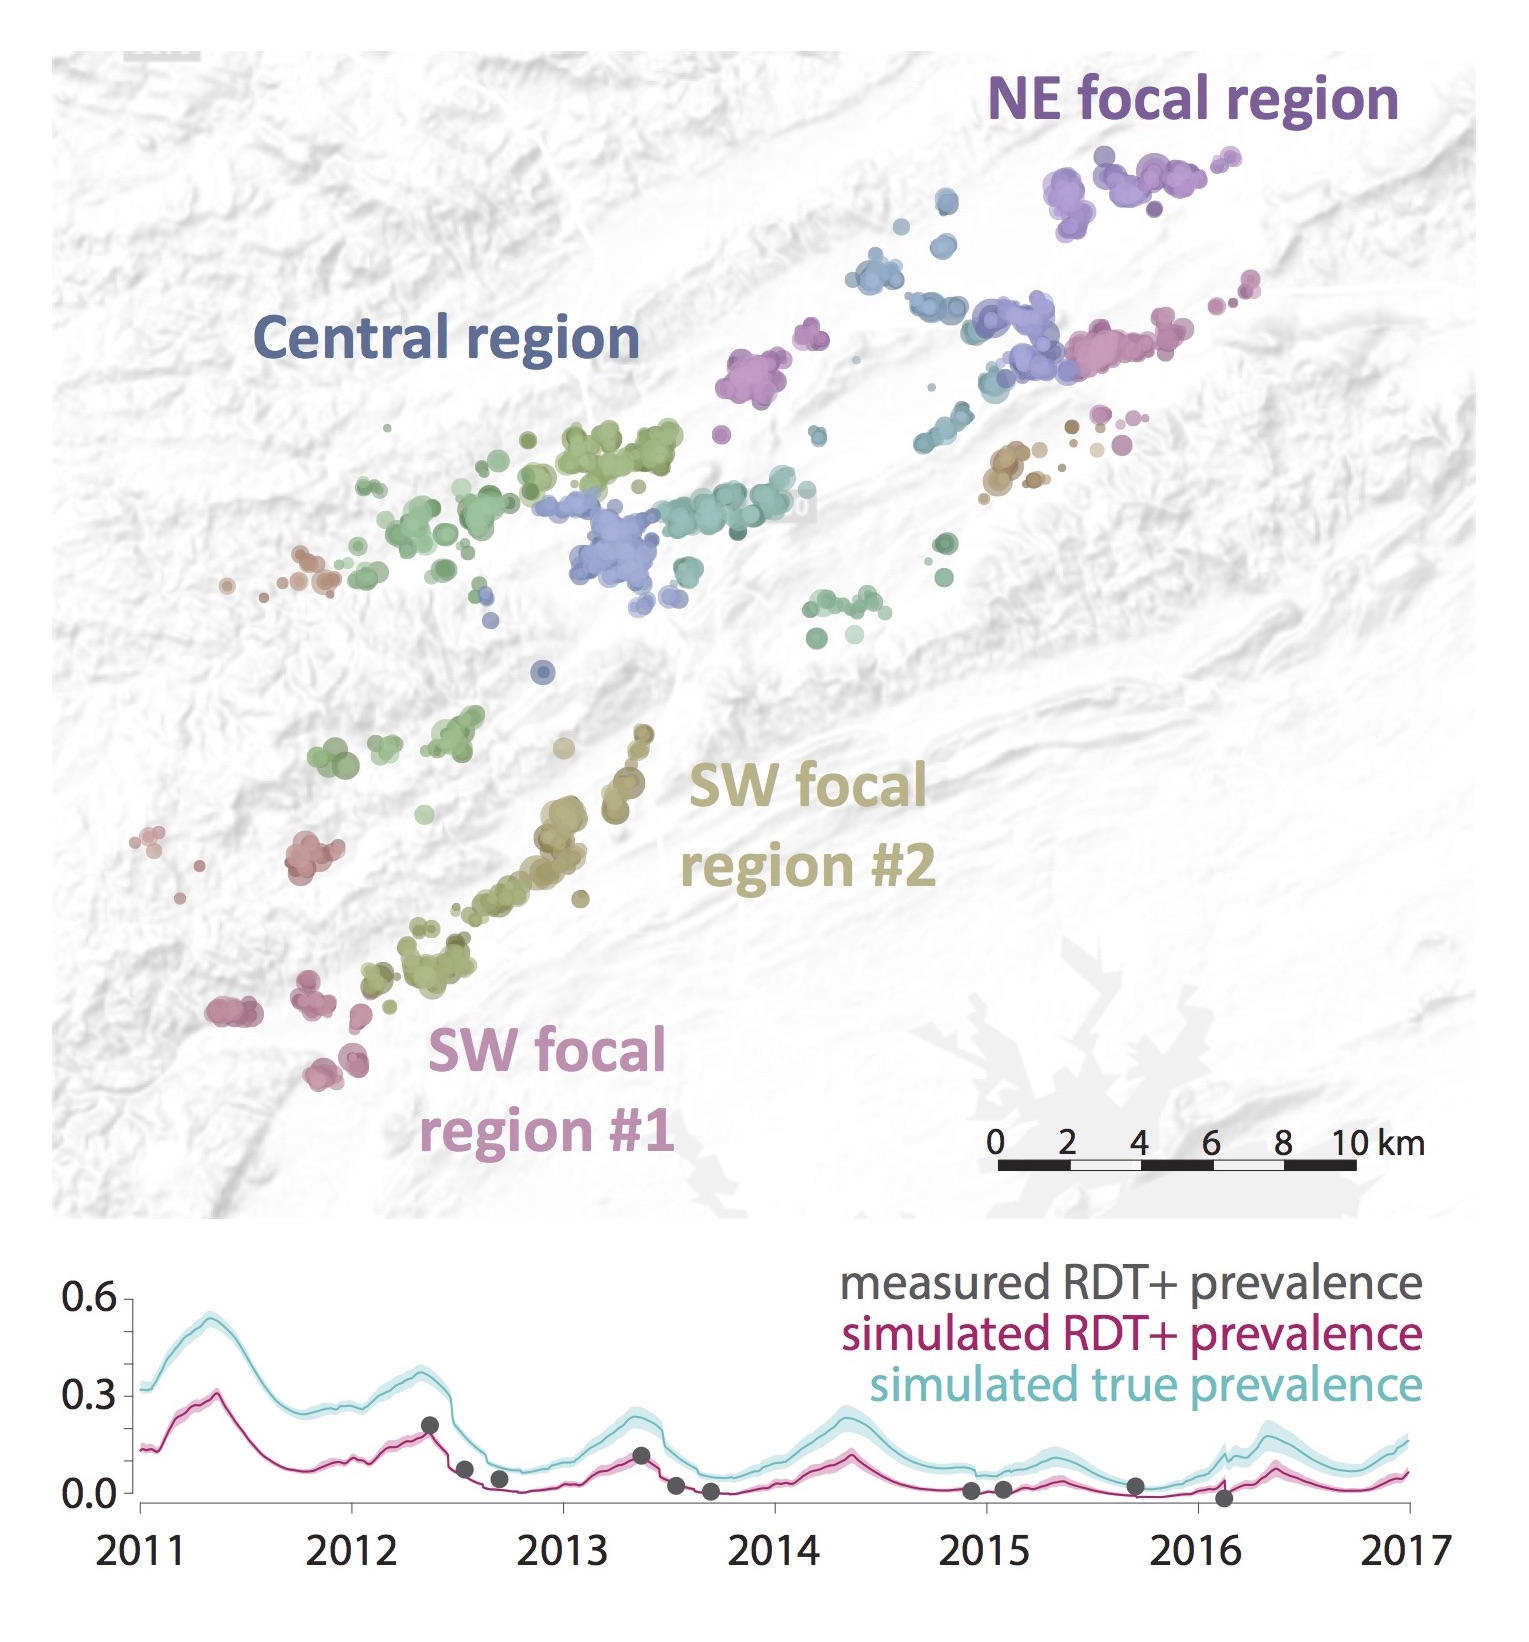 NE focal region
Central region
SW focal
region #2
SW focal
region #1
0 2 4 6 8 10 km
measured RDT+ prevalence
simulated RDT+ prevalence
simulated true prevalence
0.6
0.3
0.0
2011 2012 2013 2014 2015 2016 2017